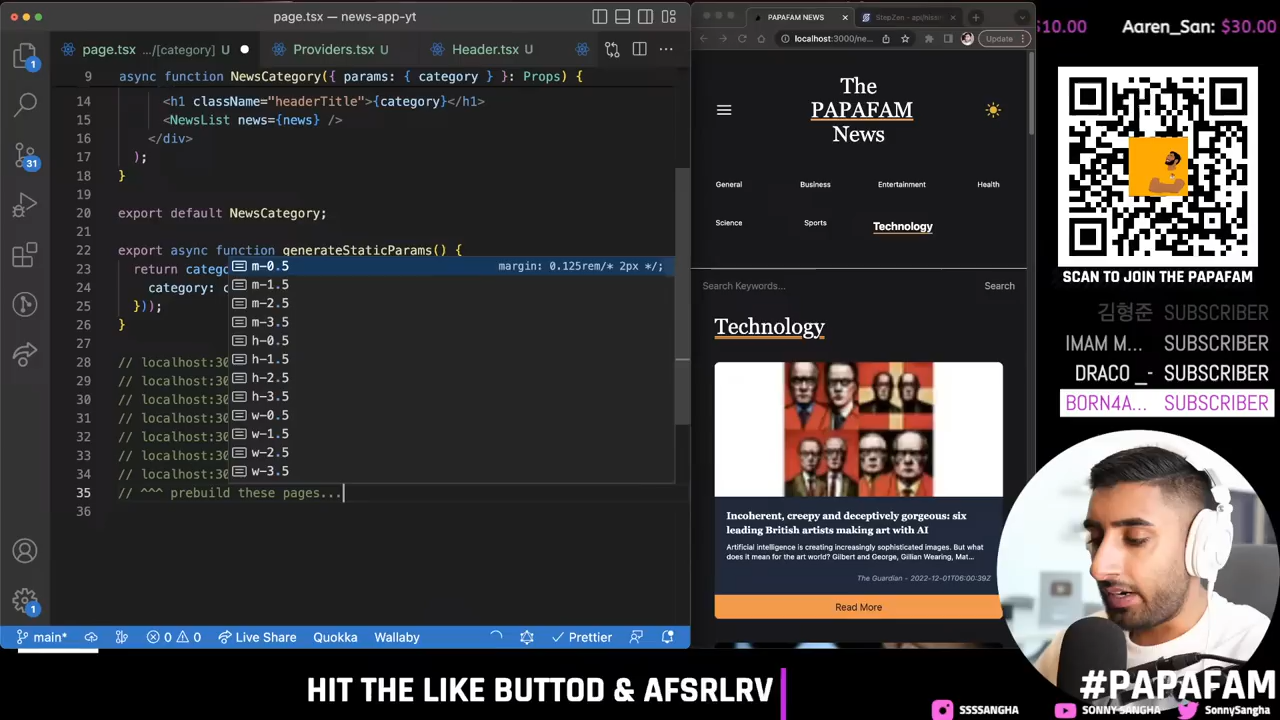 page.tsx — news-app-yt
page.tsx .../[category] U
Providers.tsx U
Header.tsx U
9 async function NewsCategory({ params: { category } }: Props) {
14 <h1 className="headerTitle">{category}</h1>
15 <NewsList news={news} />
16 </div>
17 );
18 }
19
20 export default NewsCategory;
21
22 export async function generateStaticParams() {
23 return categ
24 category: c
25 }));
26 }
27
28 // localhost:30
29 // localhost:30
30 // localhost:30
31 // localhost:30
32 // localhost:30
33 // localhost:30
34 // localhost:30
35 // ^^^ prebuild these pages...
36
m-0.5 margin: 0.125rem/* 2px */;
m-1.5
m-2.5
m-3.5
h-0.5
h-1.5
h-2.5
h-3.5
w-0.5
w-1.5
w-2.5
w-3.5
1
31
1
main* 0 0 Live Share Quokka Wallaby Prettier
PAPAFAM NEWS
StepZen - api/hissi
localhost:3000/ne...
Update
The
PAPAFAM
News
General Business Entertainment Health
Science Sports Technology
Search Keywords... Search
Technology
Incoherent, creepy and deceptively gorgeous: six
leading British artists making art with AI
Artificial intelligence is creating increasingly sophisticated images. But what
does it mean for the art world? Gilbert and George, Gillian Wearing, Mat...
The Guardian - 2022-12-01T06:00:39Z
Read More
$10.00 Aaren_San: $30.00
SCAN TO JOIN THE PAPAFAM
김형준 SUBSCRIBER
IMAM M... SUBSCRIBER
DRACO _- SUBSCRIBER
BORN4A... SUBSCRIBER
HIT THE LIKE BUTTOD & AFSRLRV
#PAPAFAM
SSSSANGHA SONNY SANGHA SonnySangha